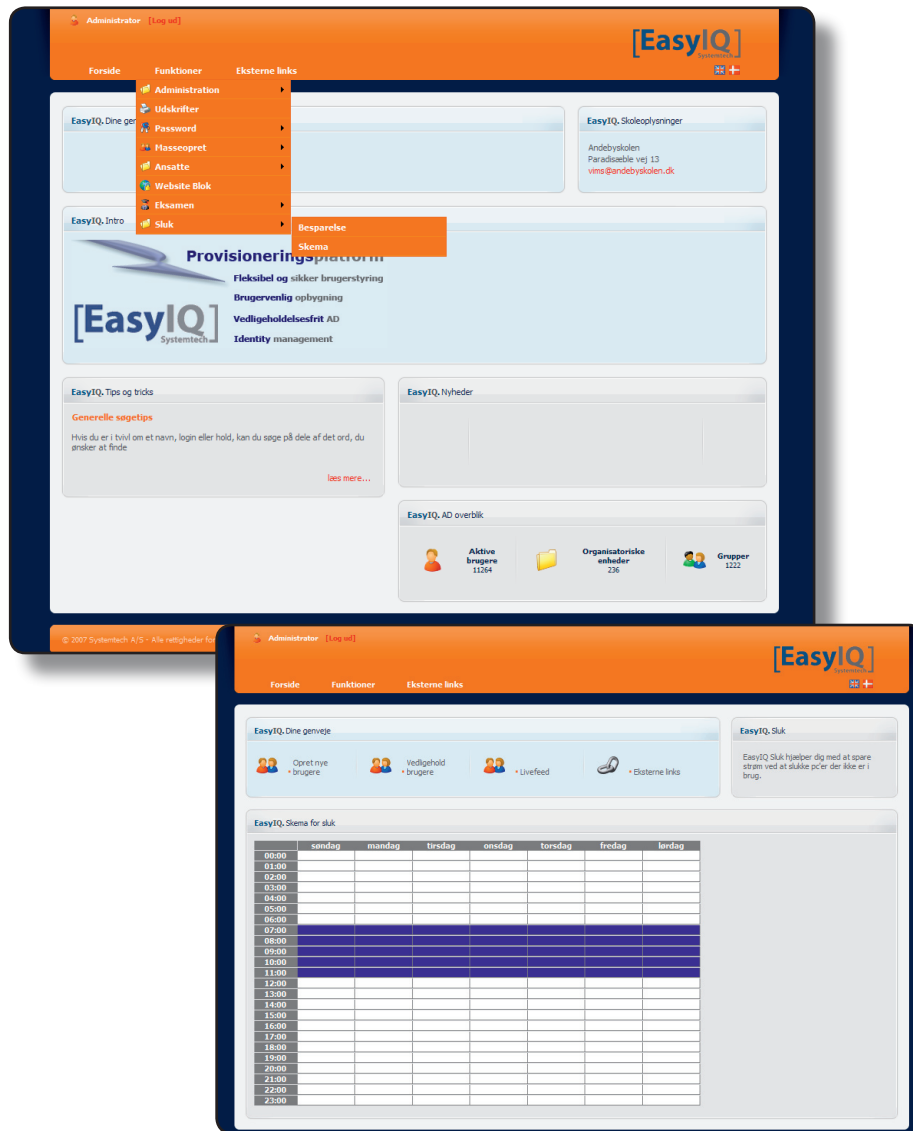 Administrator [Log ud]
[EasyIQ]
Systemtech
Forside Funktioner Eksterne links
Administration
Udskrifter
Password
Masseopret
Ansatte
Website Blok
Eksamen
Sluk
Besparelse
Skema
EasyIQ. Dine
EasyIQ. Skoleoplysninger
Andebyskolen
Paradisæble vej 13
vims@andebyskolen.dk
EasyIQ. Intro
Provisioneringsplatform
Fleksibel og sikker brugerstyring
Brugervenlig opbygning
Vedligeholdelsesfrit AD
Identity management
[EasyIQ]
Systemtech
EasyIQ. Tips og tricks
Generelle søgetips
Hvis du er i tvivl om et navn, login eller hold, kan du søge på dele af det ord, du
ønsker at finde
læs mere...
EasyIQ. Nyheder
EasyIQ. AD overblik
Aktive
brugere
11264
Organisatoriske
enheder
236
Grupper
1222
© 2007 Systemtech A/S - Alle rettigheder
Administrator [Log ud]
[EasyIQ]
Systemtech
Forside Funktioner Eksterne links
EasyIQ. Dine genveje
Opret nye
brugere
Vedligehold
brugere
Livefeed
Eksterne links
EasyIQ. Sluk
EasyIQ Sluk hjælper dig med at spare
strøm ved at slukke pc'er der ikke er i
brug.
EasyIQ. Skema for sluk
søndag mandag tirsdag onsdag torsdag fredag lørdag
00:00
01:00
02:00
03:00
04:00
05:00
06:00
07:00
08:00
09:00
10:00
11:00
12:00
13:00
14:00
15:00
16:00
17:00
18:00
19:00
20:00
21:00
22:00
23:00